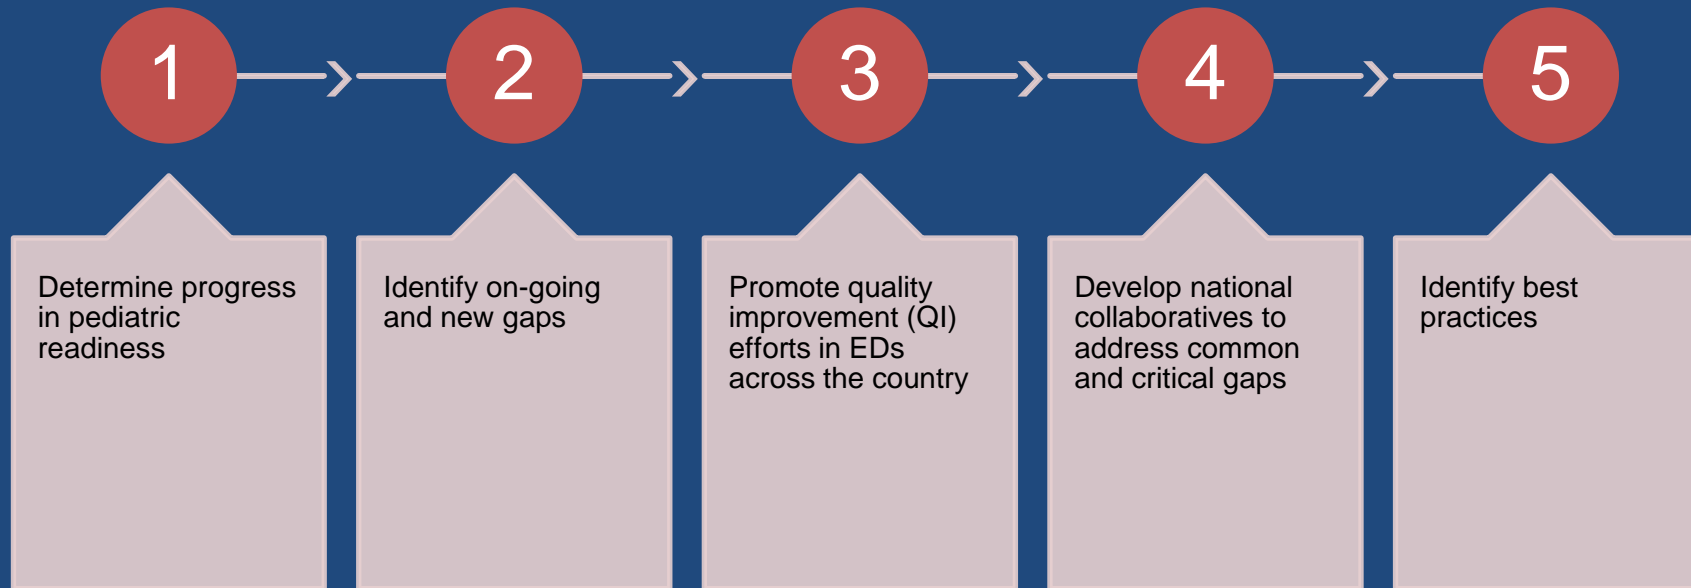 1
2
3
4
5
Determine progress
in pediatric
readiness
Identify on-going
and new gaps
Promote quality
improvement (QI)
efforts in EDs
across the country
Develop national
collaboratives to
address common
and critical gaps
Identify best
practices